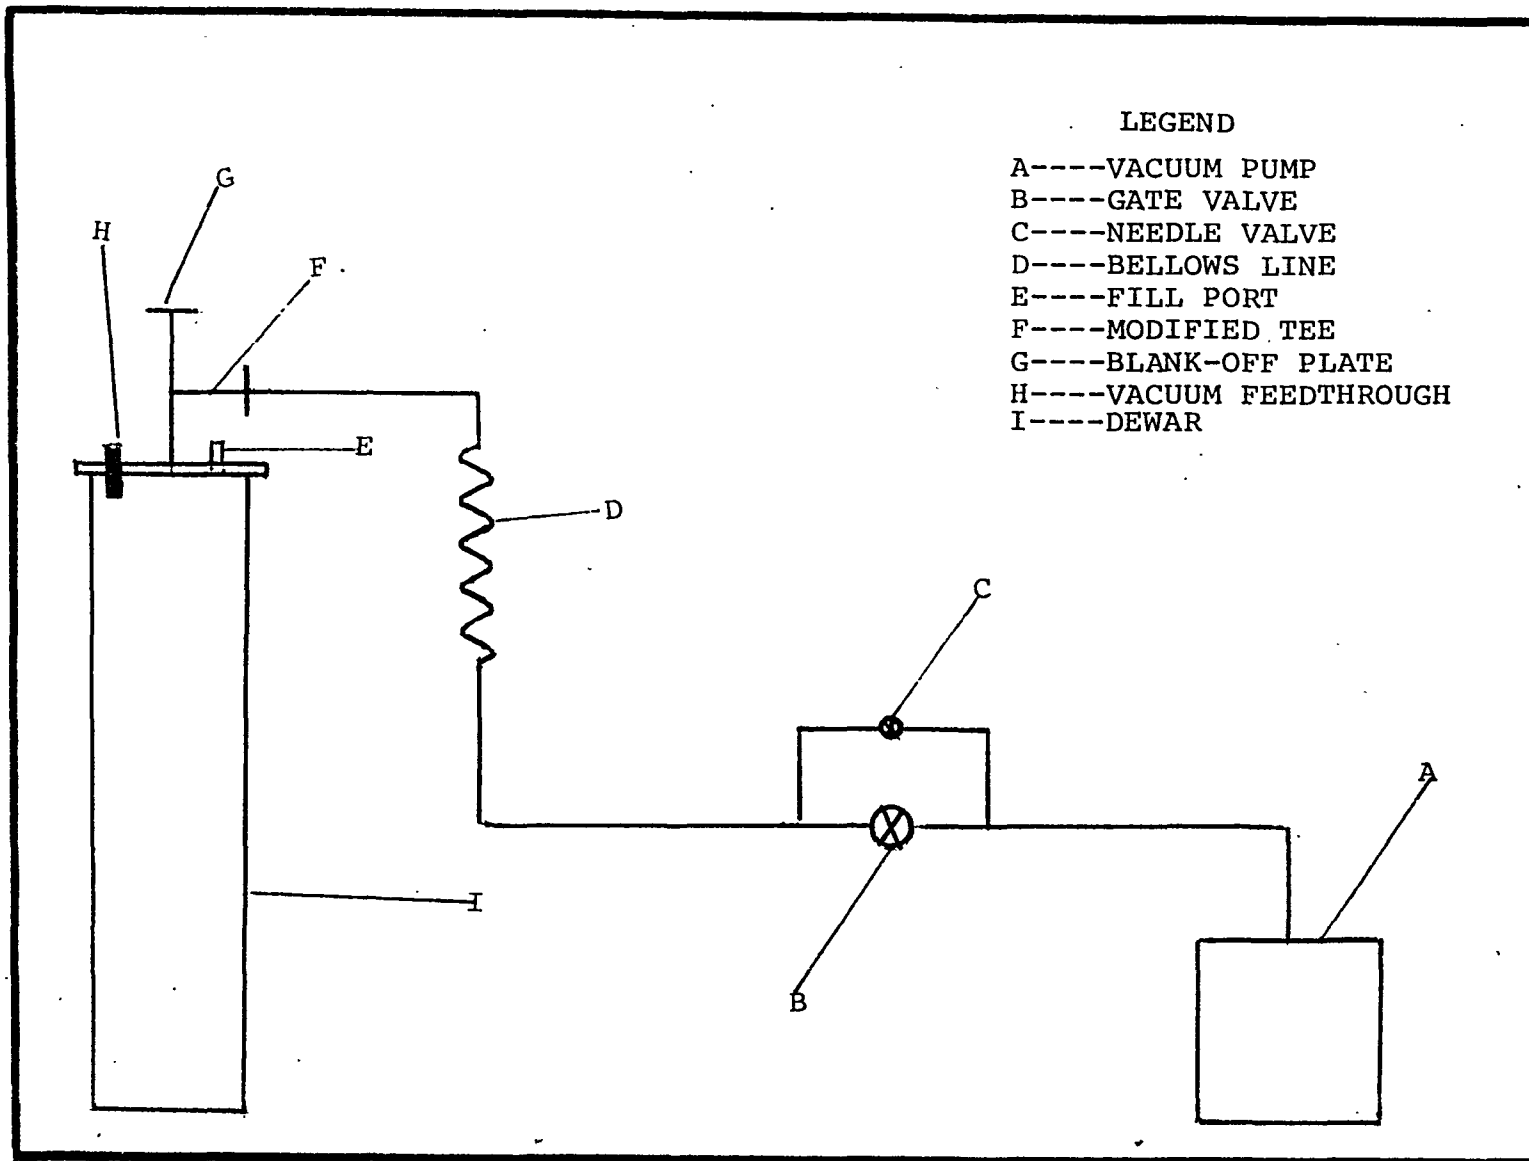 LEGEND
A----VACUUM PUMP
B----GATE VALVE
C----NEEDLE VALVE
D----BELLOWS LINE
E----FILL PORT
F----MODIFIED TEE
G----BLANK-OFF PLATE
H----VACUUM FEEDTHROUGH
I----DEWAR
G
H
F
E
D
C
A
I
B